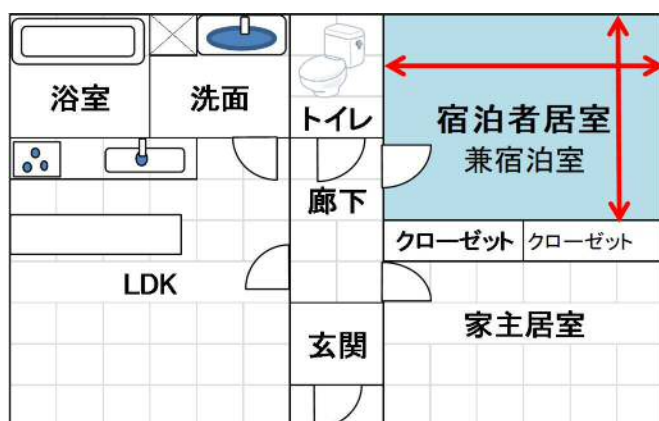 浴室
洗面
トイレ
宿泊者居室
兼宿泊室
廊下
クローゼット
クローゼット
LDK
家主居室
玄関